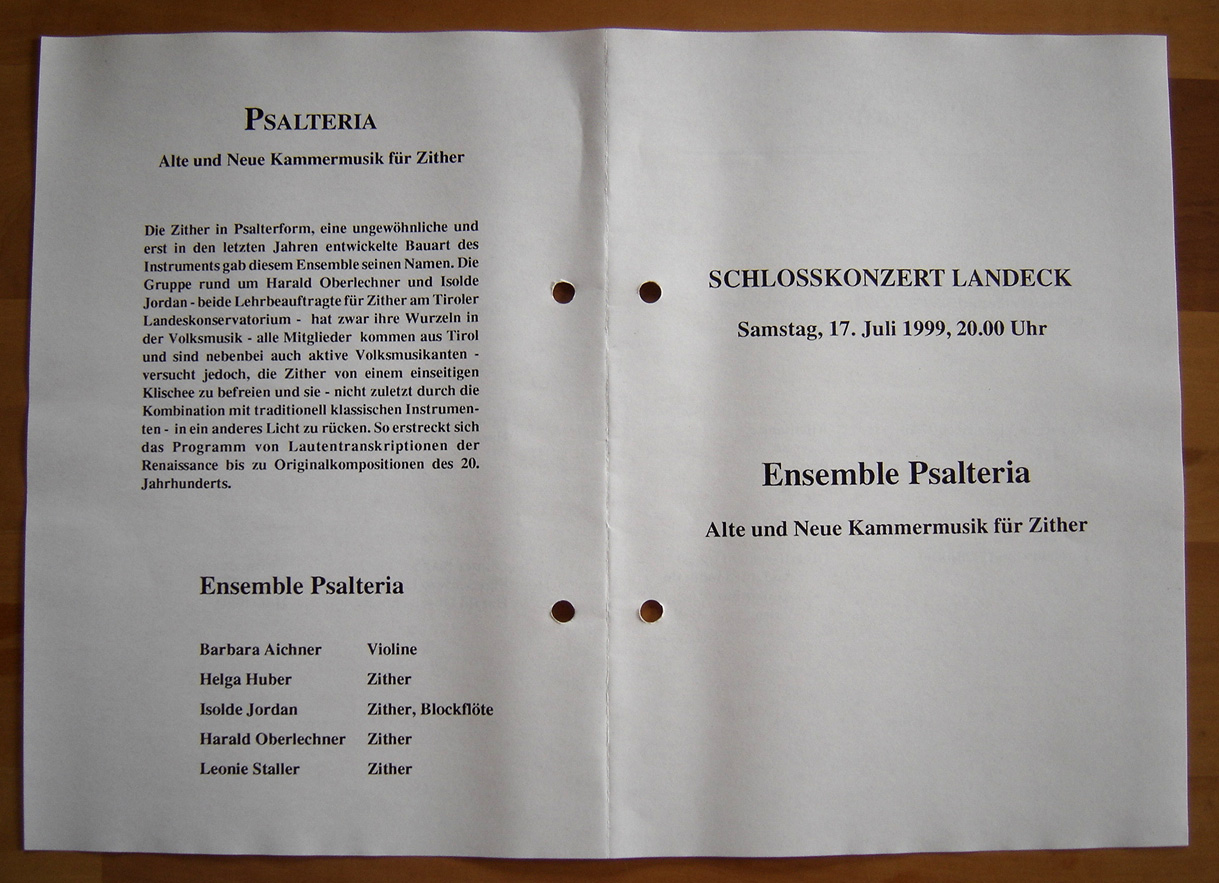 PSALTERIA
Alte und Neue Kammermusik für Zither
Die Zither in Psalterform, eine ungewöhnliche und
erst in den letzten Jahren entwickelte Bauart des
Instruments gab diesem Ensemble seinen Namen. Die
Gruppe rund um Harald Oberlechner und Isolde
Jordan - beide Lehrbeauftragte für Zither am Tiroler
Landeskonservatorium - hat zwar ihre Wurzeln in
der Volksmusik - alle Mitglieder kommen aus Tirol
und sind nebenbei auch aktive Volksmusikanten -
versucht jedoch, die Zither von einem einseitigen
Klischee zu befreien und sie - nicht zuletzt durch die
Kombination mit traditionell klassischen Instrumen-
ten - in ein anderes Licht zu rücken. So erstreckt sich
das Programm von Lautentranskriptionen der
Renaissance bis zu Originalkompositionen des 20.
Jahrhunderts.
Ensemble Psalteria
Barbara Aichner Violine
Helga Huber Zither
Isolde Jordan Zither, Blockflöte
Harald Oberlechner Zither
Leonie Staller Zither
SCHLOSSKONZERT LANDECK
Samstag, 17. Juli 1999, 20.00 Uhr
Ensemble Psalteria
Alte und Neue Kammermusik für Zither